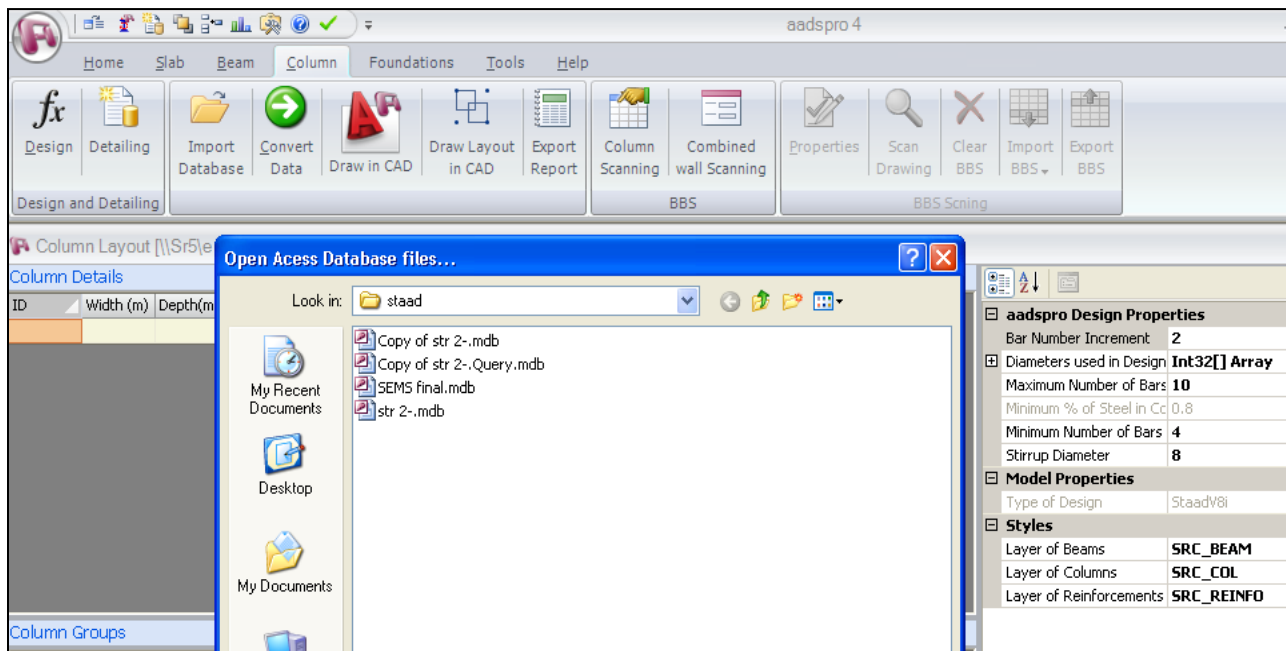 aadspro 4
Home Slab Beam Column Foundations Tools Help
fx
Design Detailing Import Database Convert Data Draw in CAD Draw Layout in CAD Export Report Column Scanning Combined wall Scanning Properties Scan Drawing Clear BBS Import BBS Export BBS
Design and Detailing BBS BBS Scning
Column Layout [\\Sr5\e
Open Acess Database files...
Column Details
ID Width (m) Depth(m
Look in: staad
Copy of str 2-.mdb
Copy of str 2-.Query.mdb
SEMS final.mdb
str 2-.mdb
My Recent Documents
Desktop
My Documents
Column Groups
aadspro Design Properties
Bar Number Increment 2
Diameters used in Design Int32[] Array
Maximum Number of Bars 10
Minimum % of Steel in Cc 0.8
Minimum Number of Bars 4
Stirrup Diameter 8
Model Properties
Type of Design StaadV8i
Styles
Layer of Beams SRC_BEAM
Layer of Columns SRC_COL
Layer of Reinforcements SRC_REINFO